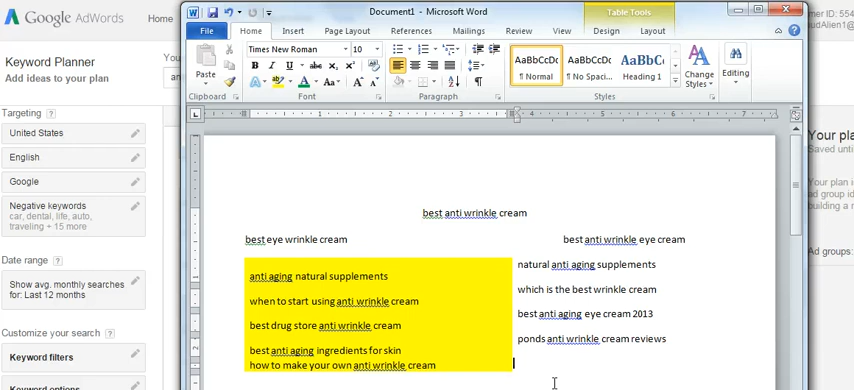 Google AdWords
Home
Keyword Planner
Add ideas to your plan
Targeting ?
United States
English
Google
Negative keywords
car, dental, life, auto,
traveling + 15 more
Date range ?
Show avg. monthly searches
for: Last 12 months
Customize your search ?
Keyword filters
Keyword options
Document1 - Microsoft Word
Table Tools
File
Home
Insert
Page Layout
References
Mailings
Review
View
Design
Layout
Times New Roman
10
Paste
Clipboard
Font
Paragraph
AaBbCcDc
¶ Normal
AaBbCcDc
¶ No Spaci...
AaBbCc
Heading 1
Change
Styles
Styles
Editing
best anti wrinkle cream
best eye wrinkle cream
best anti wrinkle eye cream
anti aging natural supplements
when to start using anti wrinkle cream
best drug store anti wrinkle cream
best anti aging ingredients for skin
how to make your own anti wrinkle cream
natural anti aging supplements
which is the best wrinkle cream
best anti aging eye cream 2013
ponds anti wrinkle cream reviews
Your pla
Saved until
Your plan is
ad group id
building a
Ad groups: